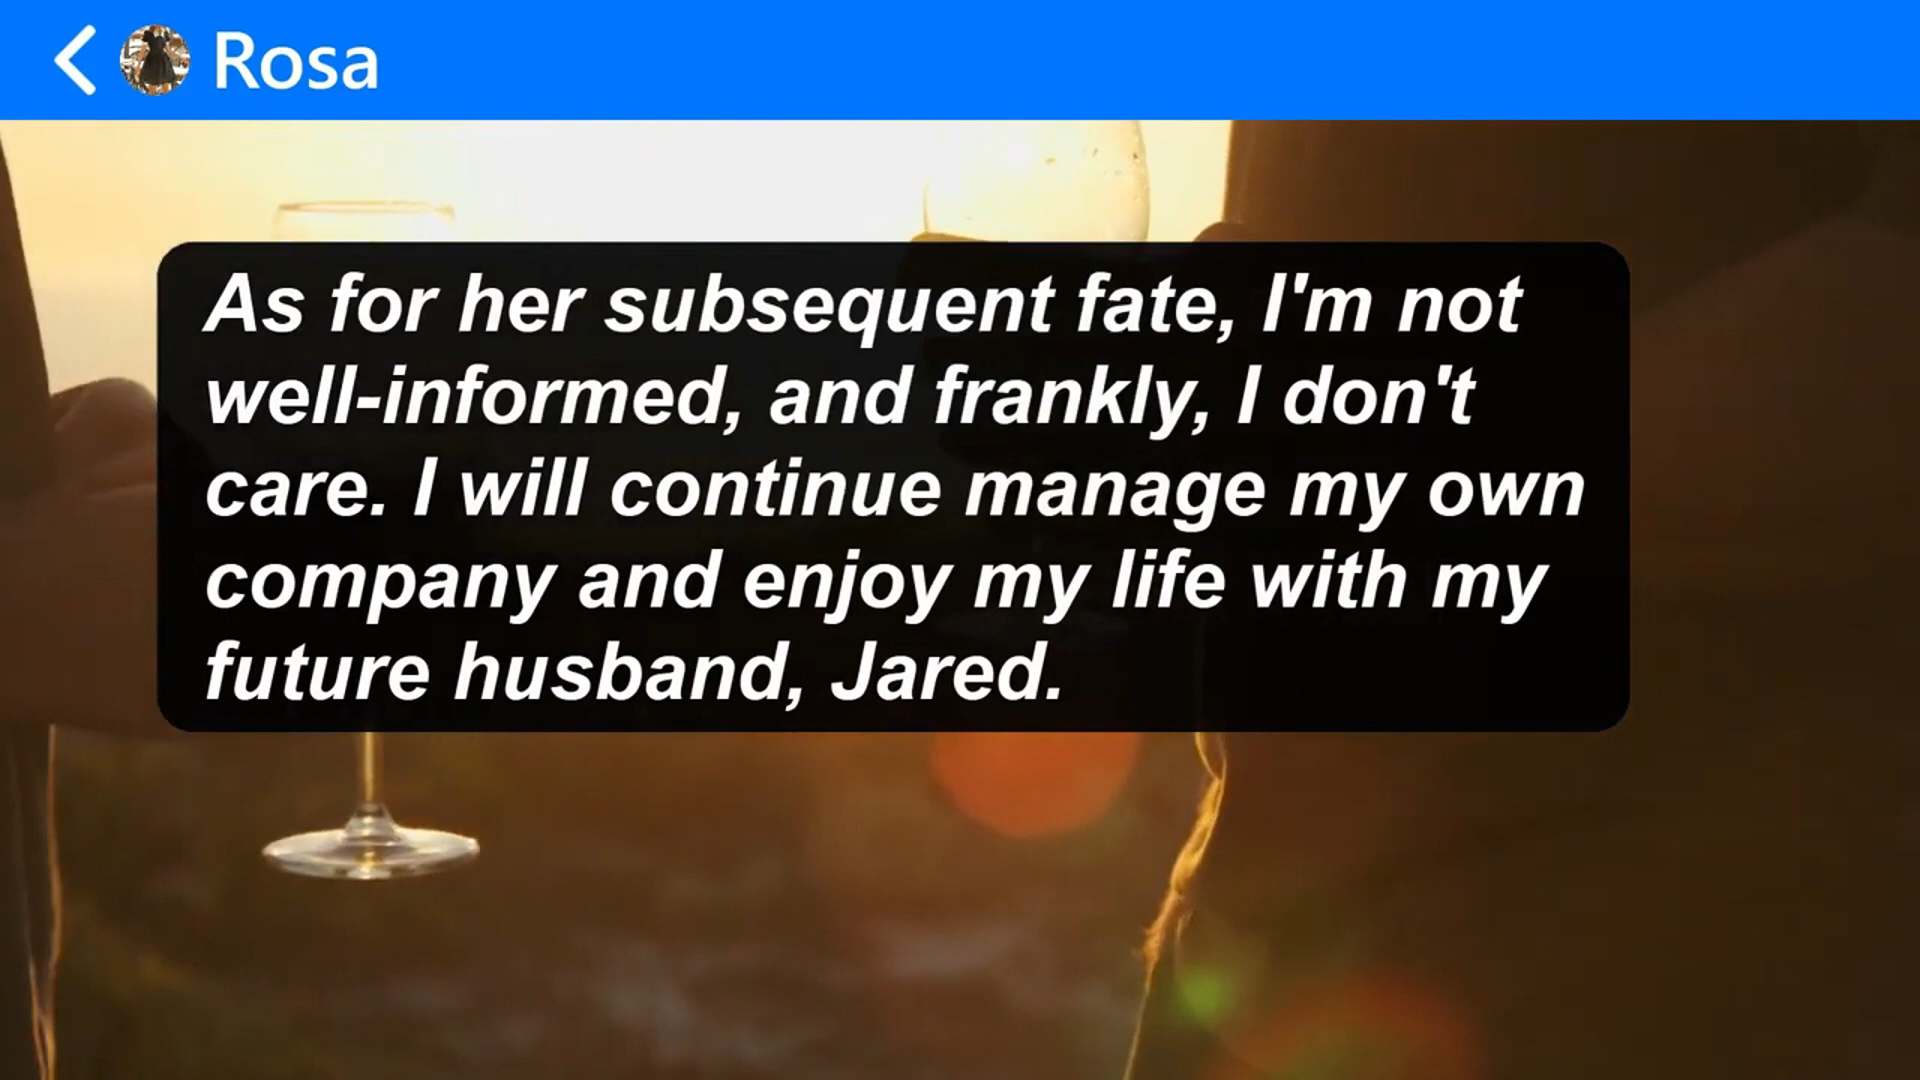 Rosa
As for her subsequent fate, I'm not
well-informed, and frankly, I don't
care. I will continue manage my own
company and enjoy my life with my
future husband, Jared.